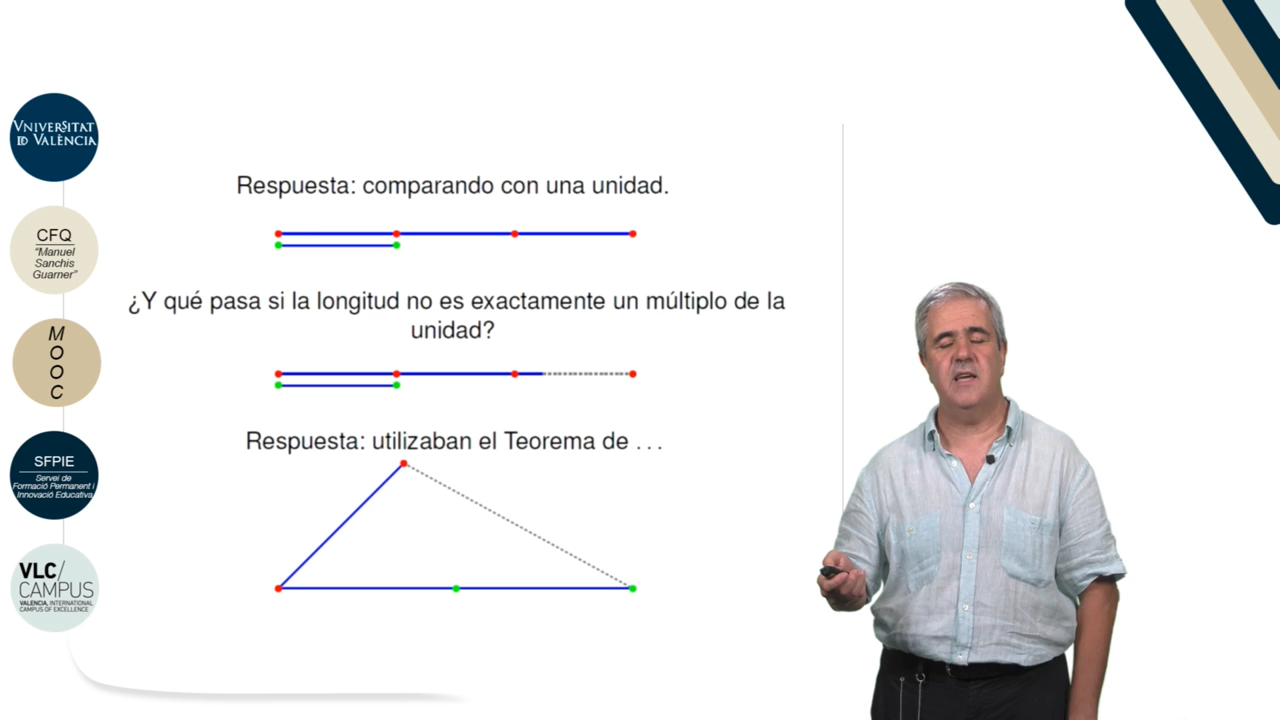 VNIVERSITAT
ID VALÈNCIA
CFQ
"Manuel
Sanchis
Guarner"
M
O
O
C
SFPIE
Servei de
Formació Permanent i
Innovació Educativa
VLC/
CAMPUS
VALENCIA, INTERNATIONAL
CAMPUS OF EXCELLENCE
Respuesta: comparando con una unidad.
¿Y qué pasa si la longitud no es exactamente un múltiplo de la
unidad?
Respuesta: utilizaban el Teorema de . . .